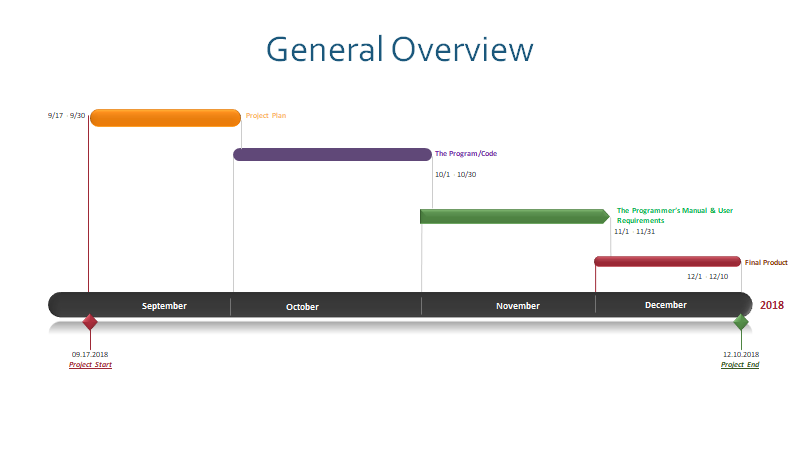 General Overview
9/17 - 9/30
Project Plan
The Program/Code
10/1 - 10/30
The Programmer's Manual & User
Requirements
11/1 - 11/31
Final Product
12/1 - 12/10
September
October
November
December
2018
09.17.2018
Project Start
12.10.2018
Project End